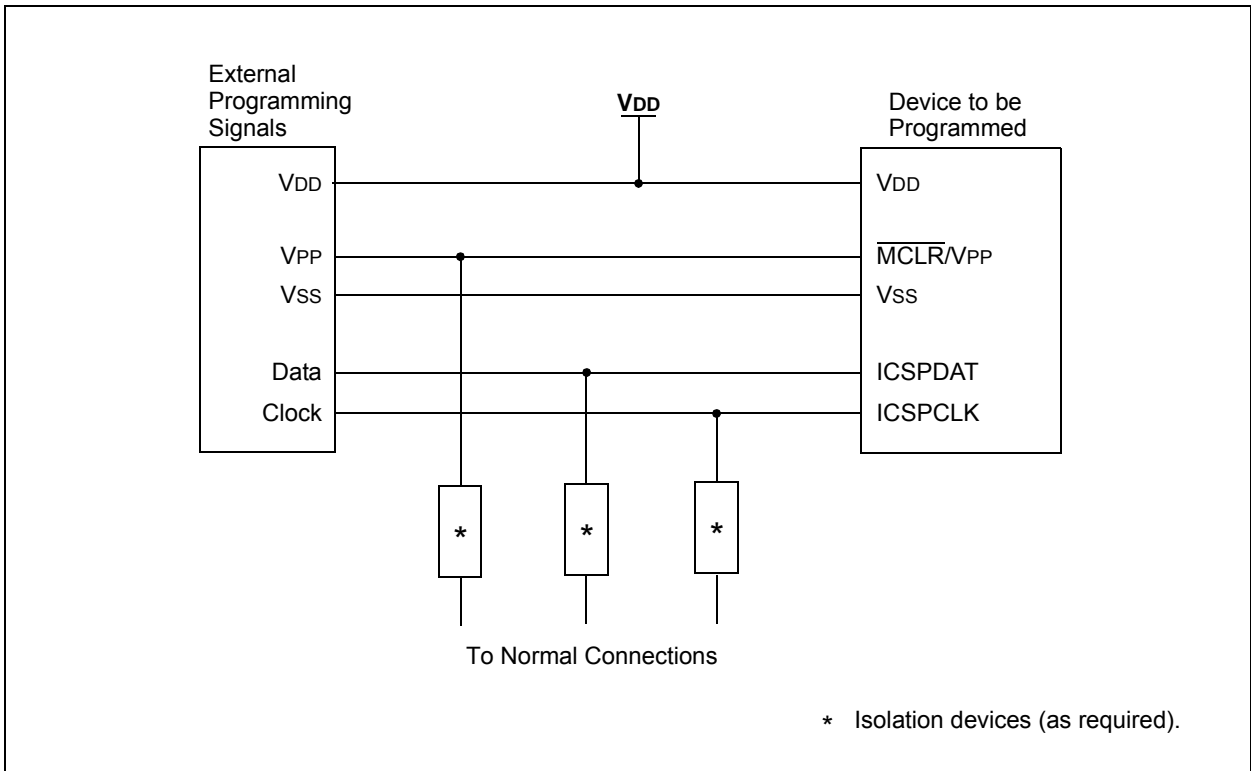 External
Programming
Signals
VDD
Device to be
Programmed
VDD
VDD
VPP
MCLR/VPP
VSS
VSS
Data
ICSPDAT
Clock
ICSPCLK
*
*
*
To Normal Connections
* Isolation devices (as required).